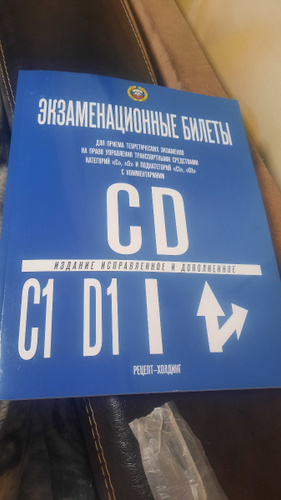 ЭКЗАМЕНАЦИОННЫЕ БИЛЕТЫ
ДЛЯ ПРИЕМА ТЕОРЕТИЧЕСКИХ ЭКЗАМЕНОВ
НА ПРАВО УПРАВЛЕНИЯ ТРАНСПОРТНЫМИ СРЕДСТВАМИ
КАТЕГОРИЙ «C», «D» И ПОДКАТЕГОРИЙ «C1», «D1»
С КОММЕНТАРИЯМИ
CD
ИЗДАНИЕ ИСПРАВЛЕННОЕ И ДОПОЛНЕННОЕ
C1 D1
РЕЦЕПТ-ХОЛДИНГ